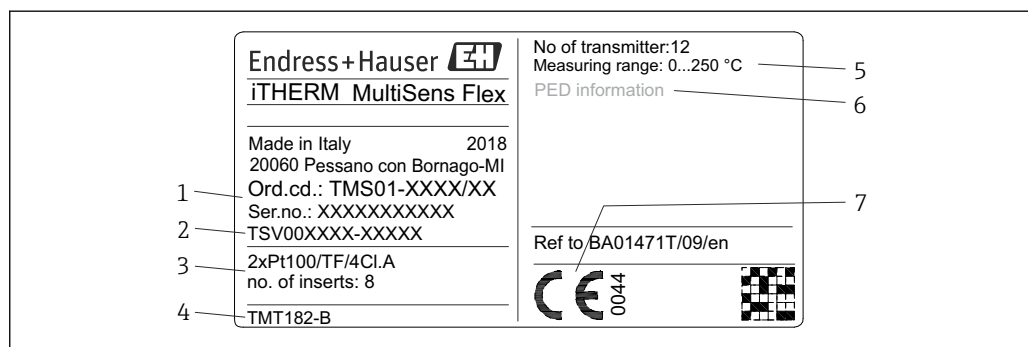 Endress+Hauser EH
iTHERM MultiSens Flex
Made in Italy 2018
20060 Pessano con Bornago-MI
Ord.cd.: TMS01-XXXX/XX
Ser.no.: XXXXXXXXXXX
TSV00XXXX-XXXXX
2xPt100/TF/4Cl.A
no. of inserts: 8
TMT182-B
No of transmitter:12
Measuring range: 0...250 °C
PED information
Ref to BA01471T/09/en
CE 0044
1
2
3
4
5
6
7